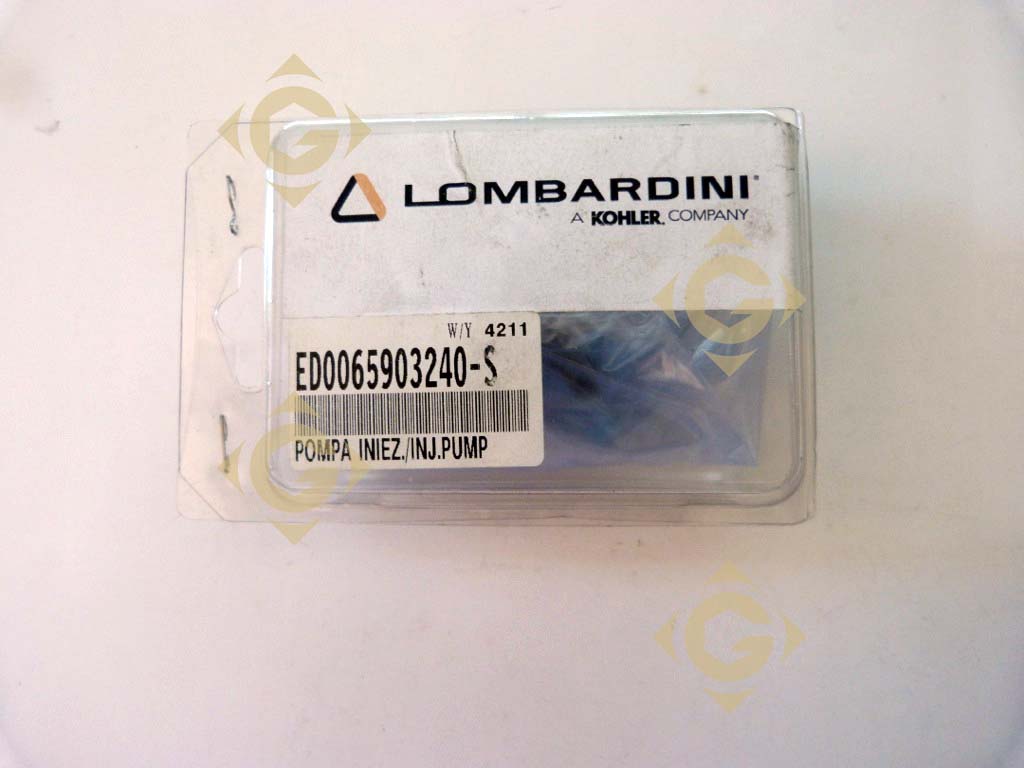 LOMBARDINI®
A KOHLER. COMPANY
W/Y 4211
ED0065903240-S
POMPA INIEZ./INJ.PUMP
G
G
G
G